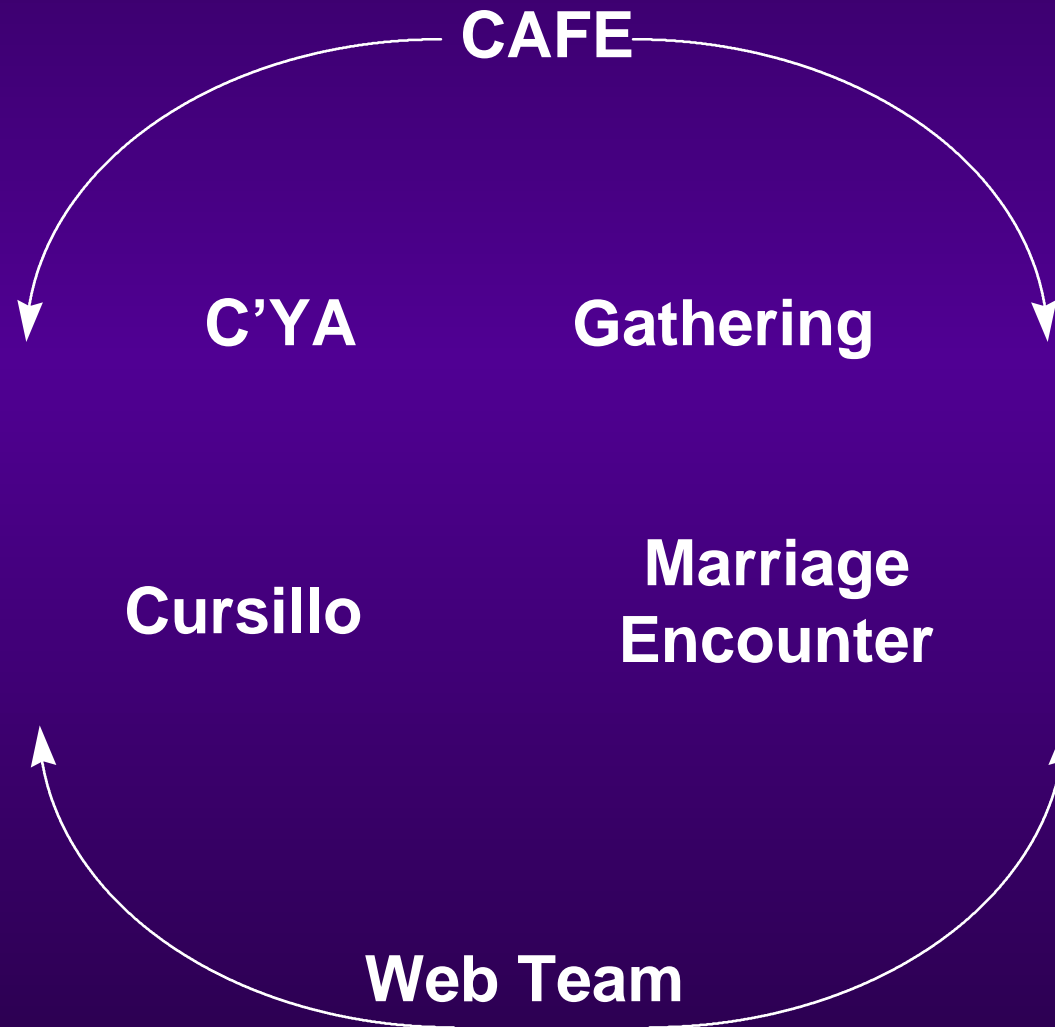 CAFE
C’YA
Gathering
Cursillo
Marriage
Encounter
Web Team